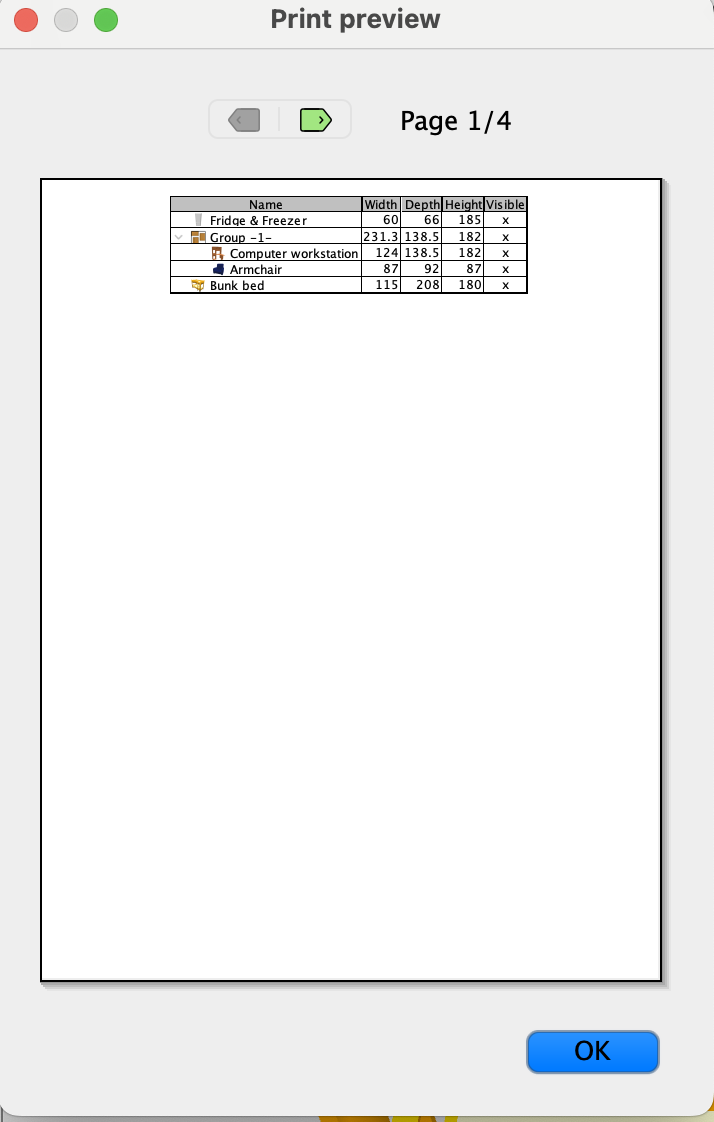 Print preview
Page 1/4
Name Width Depth Height Visible
Fridge & Freezer 60 66 185 x
Group -1- 231.3 138.5 182 x
Computer workstation 124 138.5 182 x
Armchair 87 92 87 x
Bunk bed 115 208 180 x
OK